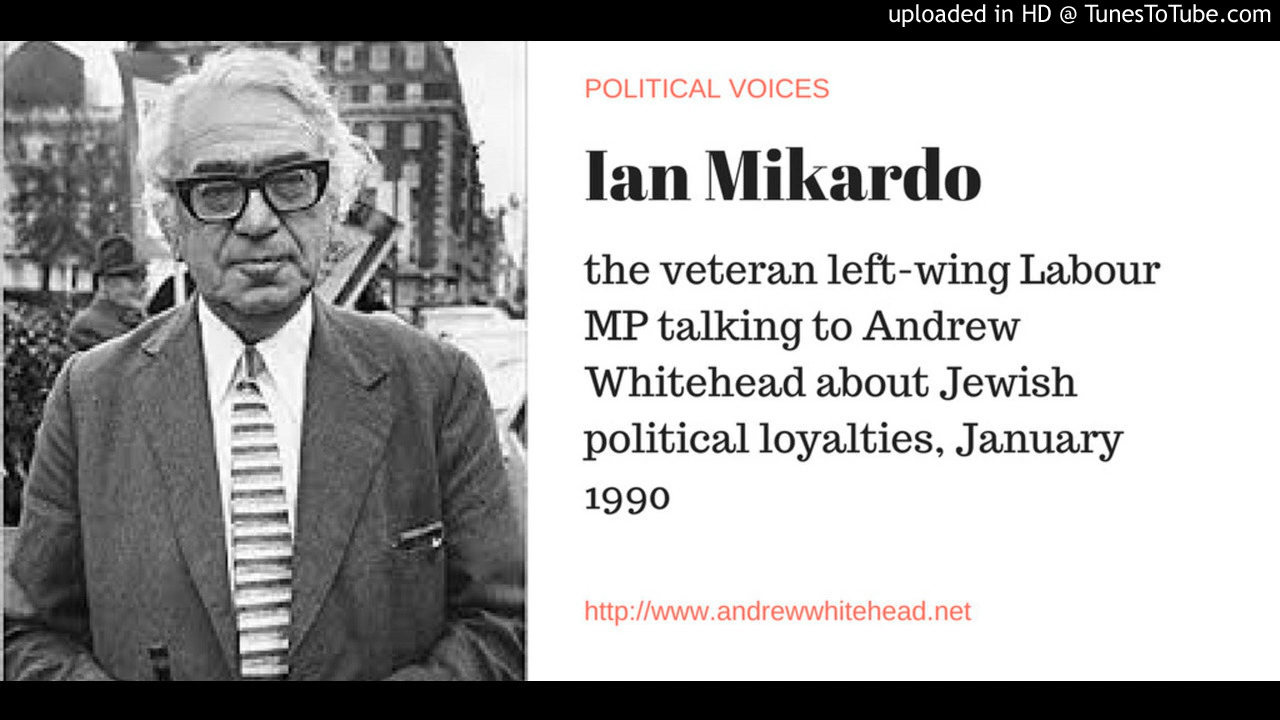 uploaded in HD @ TunesToTube.com
POLITICAL VOICES
Ian Mikardo
the veteran left-wing Labour
MP talking to Andrew
Whitehead about Jewish
political loyalties, January
1990
http://www.andrewwhitehead.net